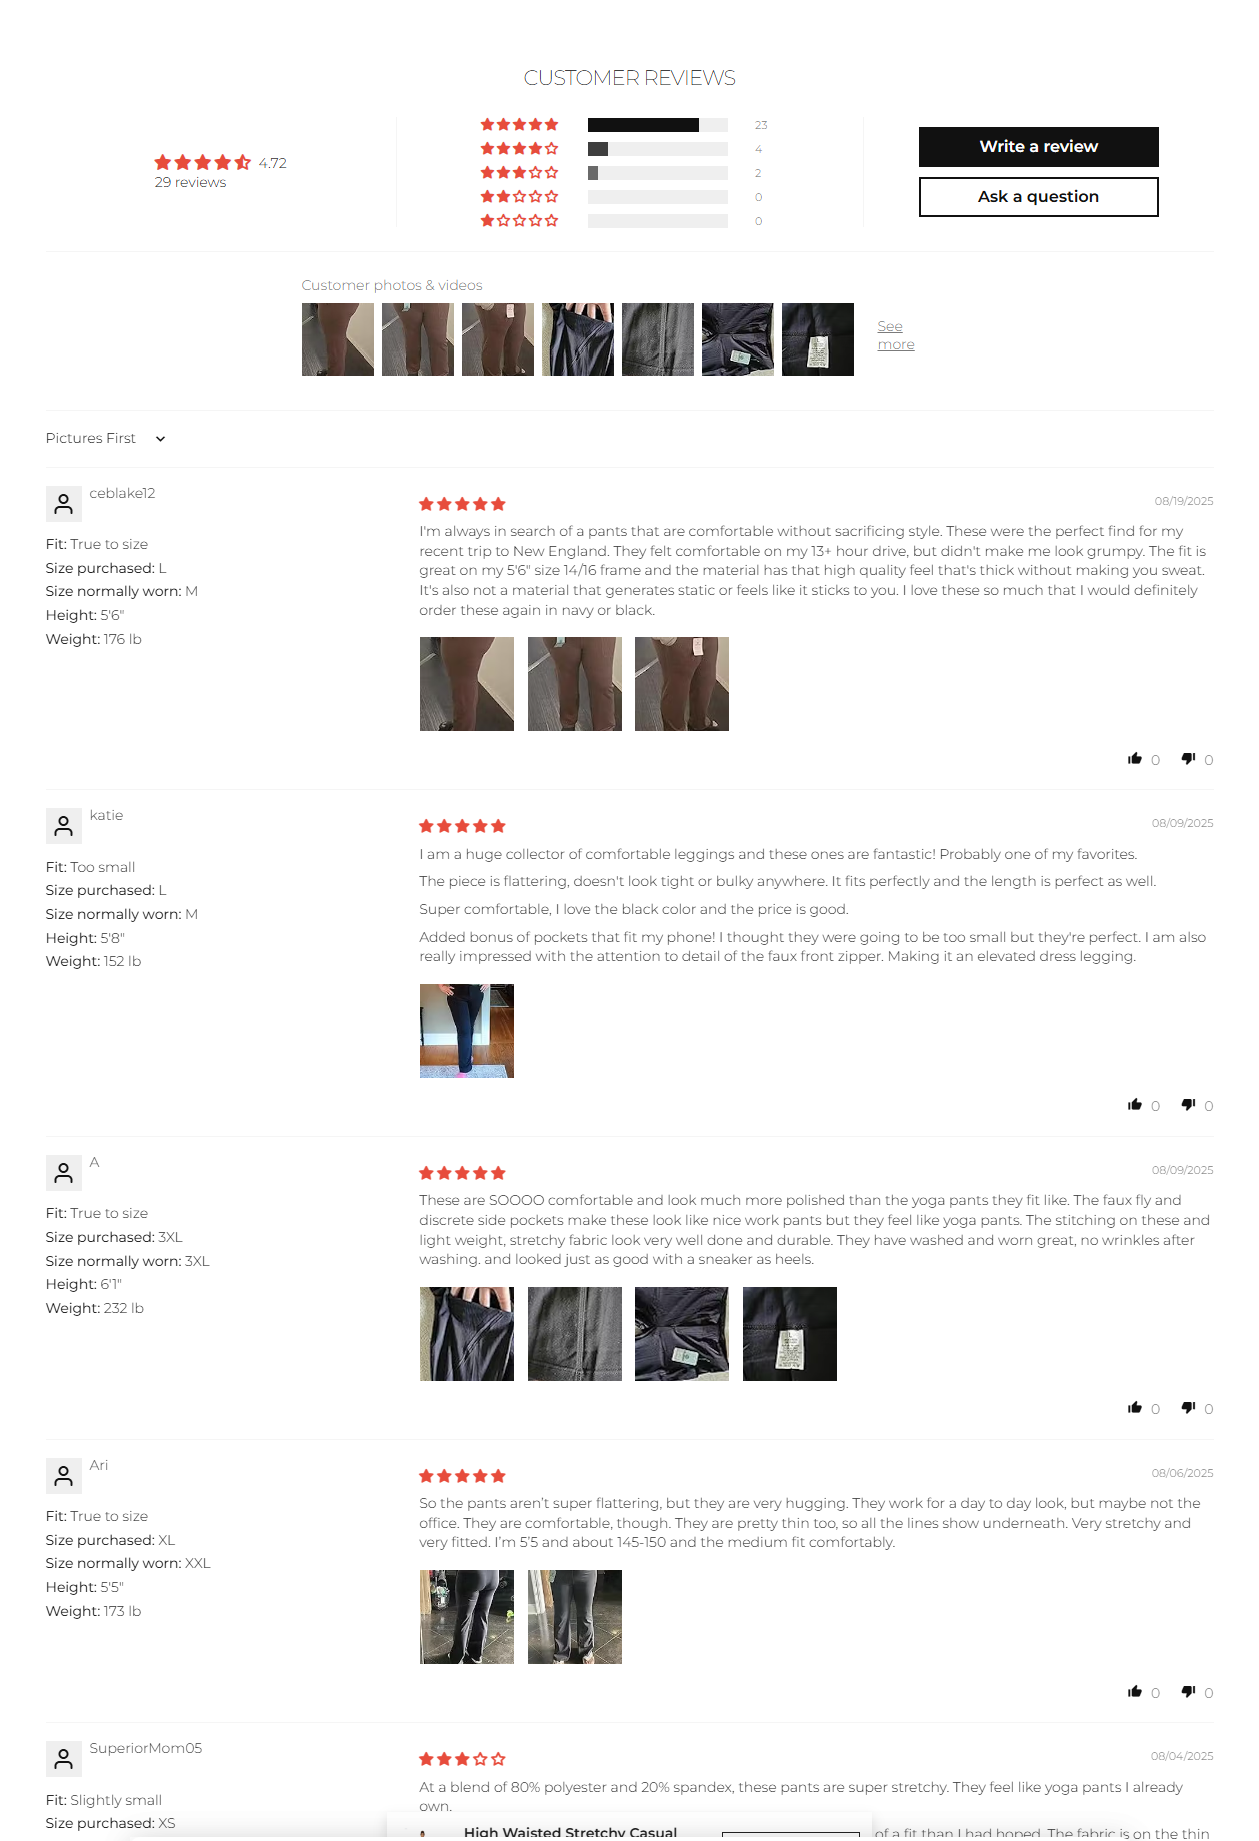 CUSTOMER REVIEWS
4.72
29 reviews
23
4
2
0
0
Write a review
Ask a question
Customer photos & videos
See
more
Pictures First
ceblake12
Fit: True to size
Size purchased: L
Size normally worn: M
Height: 5'6"
Weight: 176 lb
08/19/2025
I'm always in search of a pants that are comfortable without sacrificing style. These were the perfect find for my
recent trip to New England. They felt comfortable on my 13+ hour drive, but didn't make me look grumpy. The fit is
great on my 5'6" size 14/16 frame and the material has that high quality feel that's thick without making you sweat.
It's also not a material that generates static or feels like it sticks to you. I love these so much that I would definitely
order these again in navy or black.
0
0
katie
Fit: Too small
Size purchased: L
Size normally worn: M
Height: 5'8"
Weight: 152 lb
08/09/2025
I am a huge collector of comfortable leggings and these ones are fantastic! Probably one of my favorites.
The piece is flattering, doesn't look tight or bulky anywhere. It fits perfectly and the length is perfect as well.
Super comfortable, I love the black color and the price is good.
Added bonus of pockets that fit my phone! I thought they were going to be too small but they're perfect. I am also
really impressed with the attention to detail of the faux front zipper. Making it an elevated dress legging.
0
0
A
Fit: True to size
Size purchased: 3XL
Size normally worn: 3XL
Height: 6'1"
Weight: 232 lb
08/09/2025
These are SOOOO comfortable and look much more polished than the yoga pants they fit like. The faux fly and
discrete side pockets make these look like nice work pants but they feel like yoga pants. The stitching on these and
light weight, stretchy fabric look very well done and durable. They have washed and worn great, no wrinkles after
washing. and looked just as good with a sneaker as heels.
0
0
Ari
Fit: True to size
Size purchased: XL
Size normally worn: XXL
Height: 5'5"
Weight: 173 lb
08/06/2025
So the pants aren’t super flattering, but they are very hugging. They work for a day to day look, but maybe not the
office. They are comfortable, though. They are pretty thin too, so all the lines show underneath. Very stretchy and
very fitted. I’m 5’5 and about 145-150 and the medium fit comfortably.
0
0
SuperiorMom05
Fit: Slightly small
Size purchased: XS
08/04/2025
At a blend of 80% polyester and 20% spandex, these pants are super stretchy. They feel like yoga pants I already
own.
of a fit than I had hoped. The fabric is on the thin
High Waisted Stretchy Casual